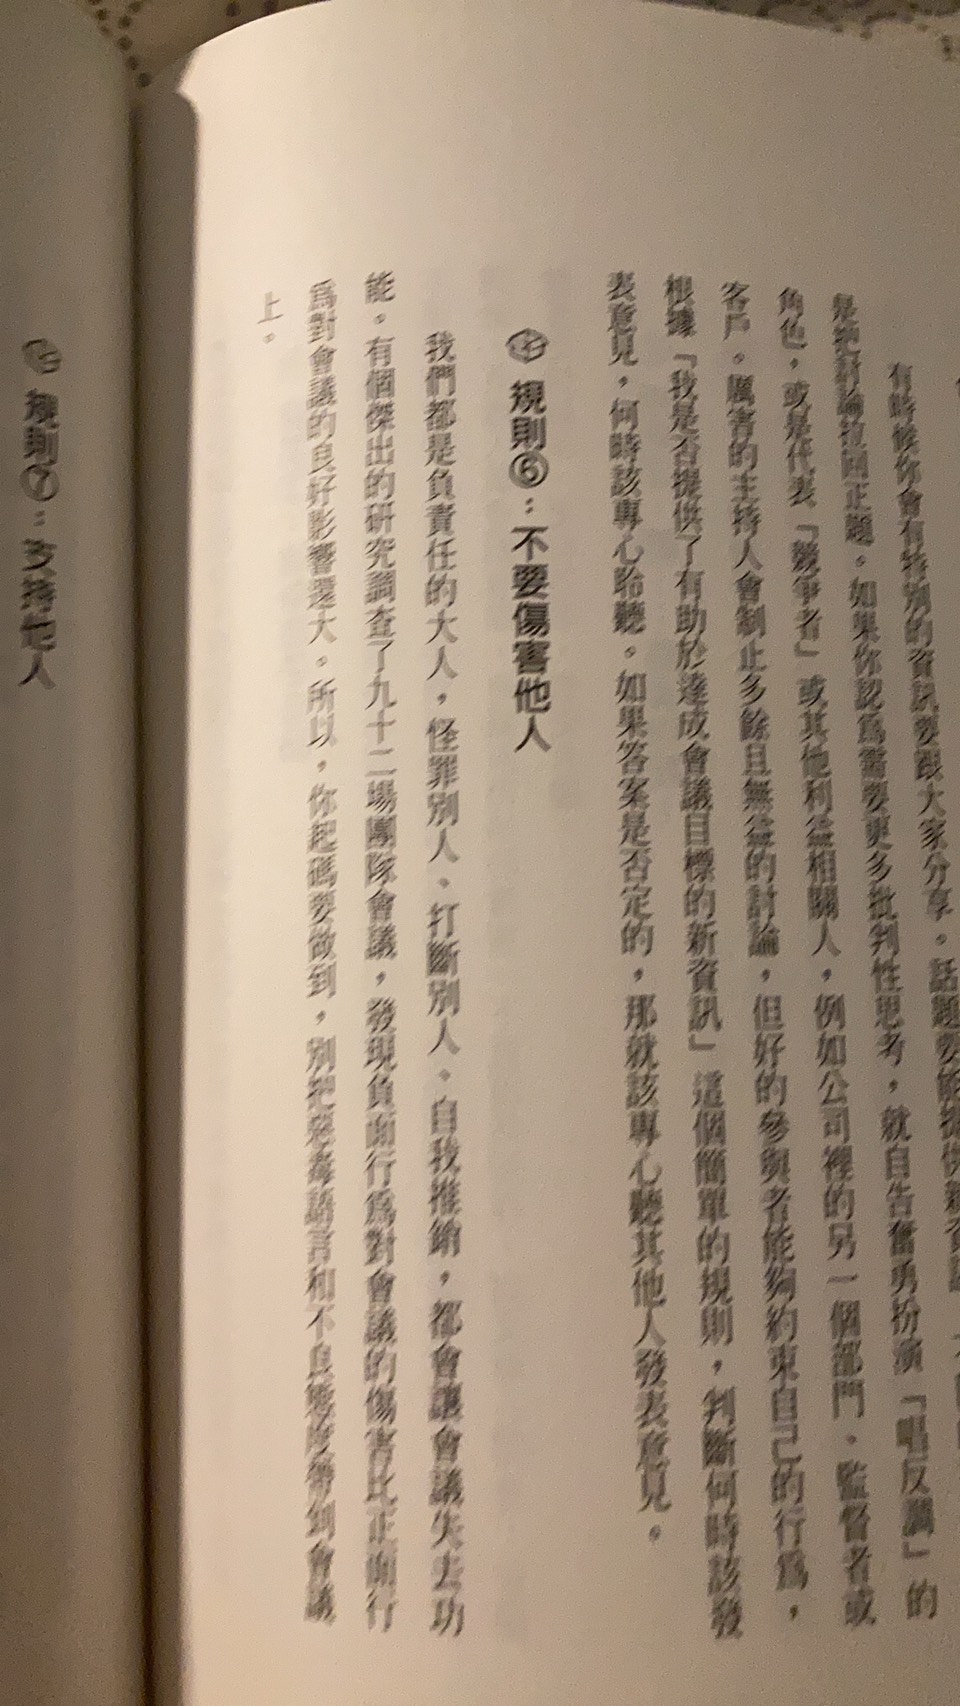 有時候你會有特別的資訊要跟大家分享。話題要能提供新資訊
是把討論拉回正題。如果你認為需要更多批判性思考，就自告奮勇扮演「唱反調」的
角色，或是代表「競爭者」或其他利益相關人，例如公司裡的另一個部門、監督者或
客戶。厲害的主持人會制止多餘且無益的討論，但好的參與者能夠約束自己的行為，
根據「我是否提供了有助於達成會議目標的新資訊」這個簡單的規則，判斷何時該發
表意見，何時該專心聆聽。如果答案是否定的，那就該專心聽其他人發表意見。
規則⑥：不要傷害他人
我們都是負責任的大人，怪罪別人、打斷別人、自我推銷，都會讓會議失去功
能。有個傑出的研究調查了九十二場團隊會議，發現負面行為對會議的傷害比正面行
為對會議的良好影響還大。所以，你起碼要做到，別把惡毒語言和不良態度帶到會議
上。
規則⑦：支持他人